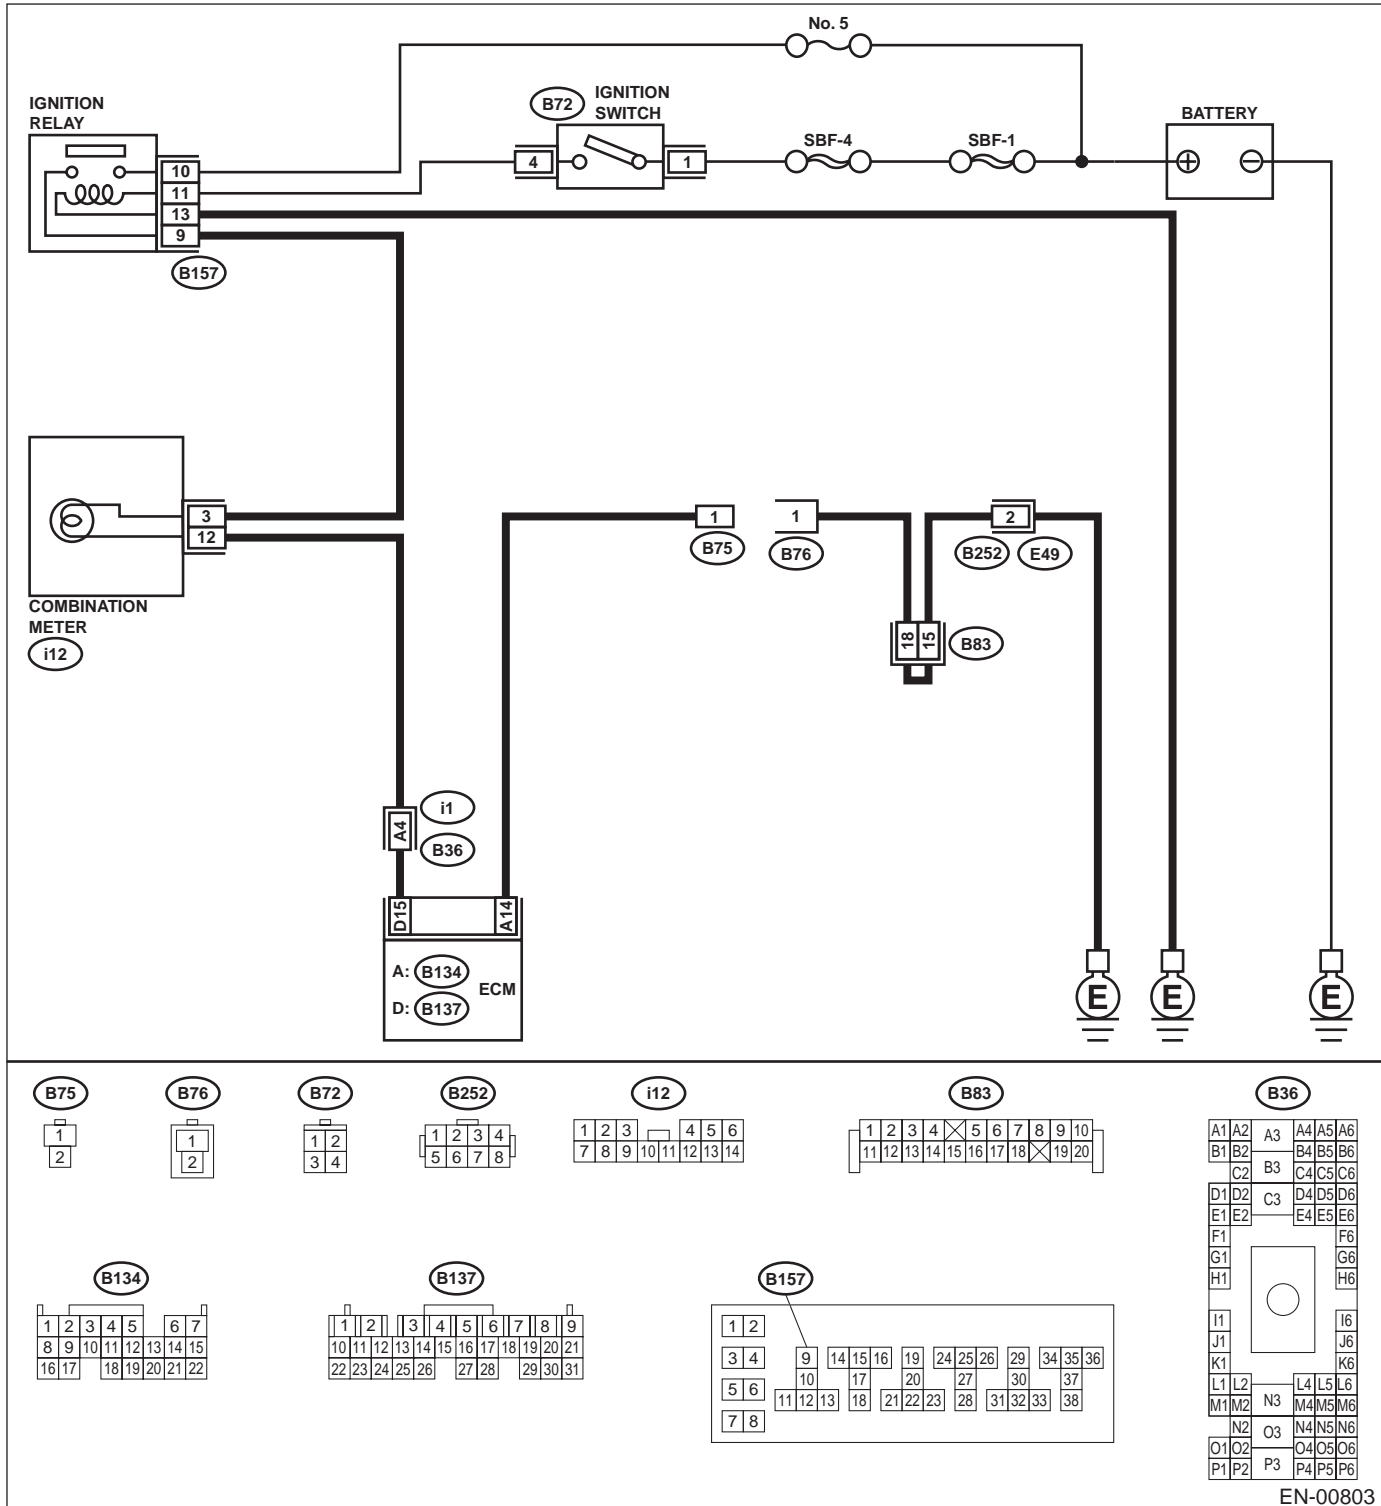 No. 5
IGNITION
RELAY
B72
IGNITION
SWITCH
BATTERY
SBF-4
SBF-1
4
1
10
11
13
9
B157
3
12
COMBINATION
METER
i12
1
B75
1
B76
2
B252
E49
18
15
B83
A4
i1
B36
D15
A14
A: B134
D: B137
ECM
E
E
E
B75
1
2
B76
1
2
B72
1 2
3 4
B252
1 2 3 4
5 6 7 8
i12
1 2 3 4 5 6
7 8 9 10 11 12 13 14
B83
1 2 3 4 5 6 7 8 9 10
11 12 13 14 15 16 17 18 19 20
B36
A1 A2 A3 A4 A5 A6
B1 B2 B4 B5 B6
B3
C2 C4 C5 C6
D1 D2 C3 D4 D5 D6
E1 E2 E4 E5 E6
F1 F6
G1 G6
H1 H6
I1 I6
J1 J6
K1 K6
L1 L2 L4 L5 L6
M1 M2 N3 M4 M5 M6
N2 O3 N4 N5 N6
O1 O2 O4 O5 O6
P1 P2 P3 P4 P5 P6
B134
1 2 3 4 5 6 7
8 9 10 11 12 13 14 15
16 17 18 19 20 21 22
B137
1 2 3 4 5 6 7 8 9
10 11 12 13 14 15 16 17 18 19 20 21
22 23 24 25 26 27 28 29 30 31
B157
1 2
3 4 9 14 15 16 19 24 25 26 29 34 35 36
10 17 20 27 30 37
5 6 11 12 13 18 21 22 23 28 31 32 33 38
7 8
EN-00803